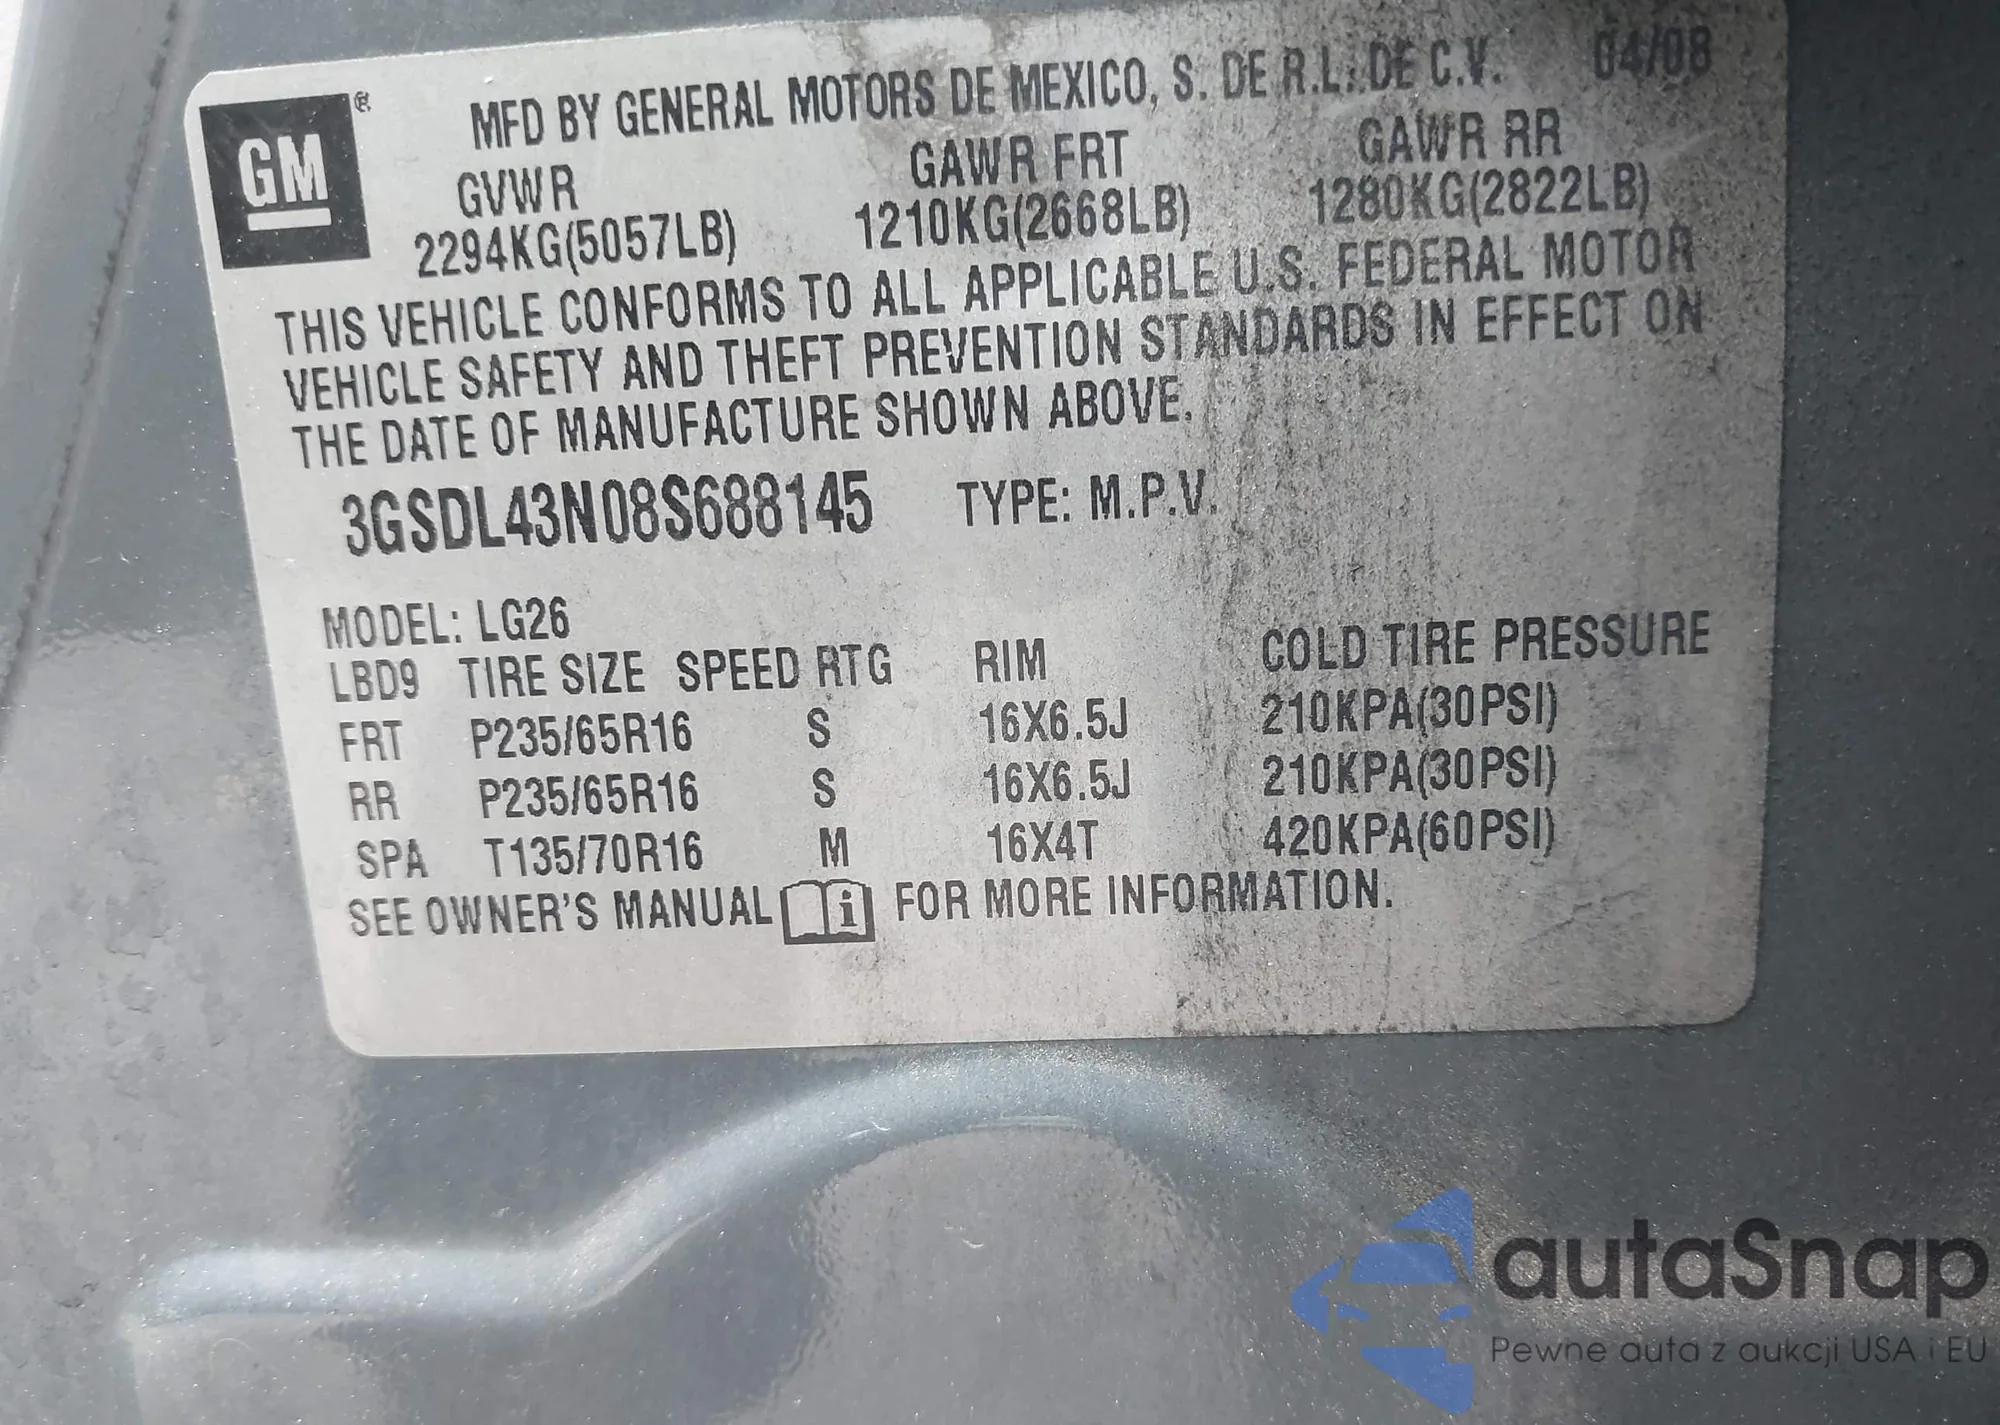 GM®
MFD BY GENERAL MOTORS DE MEXICO, S. DE R.L. DE C.V. 04/08
GVWR GAWR FRT GAWR RR
2294KG(5057LB) 1210KG(2668LB) 1280KG(2822LB)
THIS VEHICLE CONFORMS TO ALL APPLICABLE U.S. FEDERAL MOTOR
VEHICLE SAFETY AND THEFT PREVENTION STANDARDS IN EFFECT ON
THE DATE OF MANUFACTURE SHOWN ABOVE.
3GSDL43N08S688145 TYPE: M.P.V.
MODEL: LG26
LBD9 TIRE SIZE SPEED RTG RIM COLD TIRE PRESSURE
FRT P235/65R16 S 16X6.5J 210KPA(30PSI)
RR P235/65R16 S 16X6.5J 210KPA(30PSI)
SPA T135/70R16 M 16X4T 420KPA(60PSI)
SEE OWNER'S MANUAL i FOR MORE INFORMATION.
autaSnap
Pewne auta z aukcji USA i EU